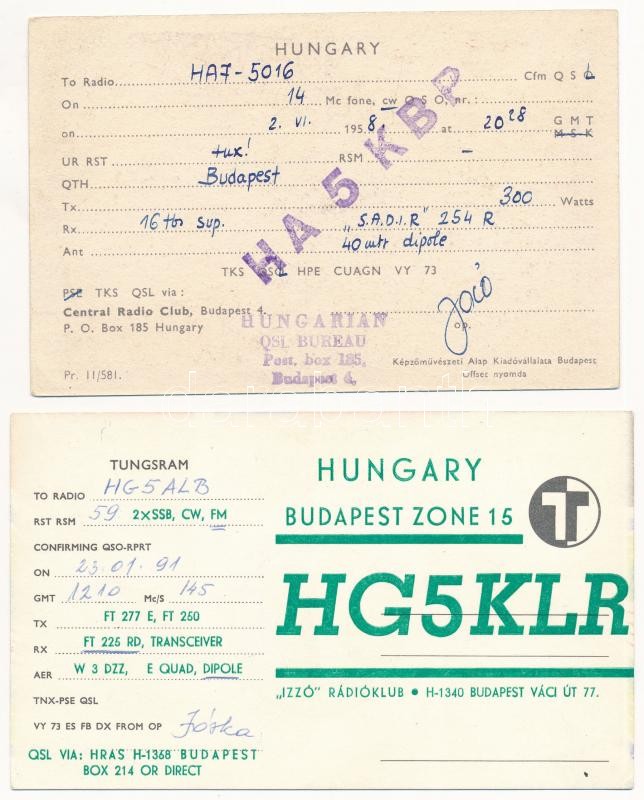 HUNGARY
To Radio HA7-5016 Cfm Q S L
On 14 Mc fone, cw Q S O, nr.:
on 2. VI. 1958. at 2028 G M T
M S K
UR RST tux! RSM –
QTH Budapest
Tx 300 Watts
Rx 16 tbs sup. „S.A.D.I.R" 254 R
Ant 40 mtr dipole
HA5KBP
TKS QSL HPE CUAGN VY 73
PSE TKS QSL via :
Central Radio Club, Budapest 4.
P. O. Box 185 Hungary
op.
HUNGARIAN
QSL BUREAU
Post. box 185.
Budapest 4.
Képzőművészeti Alap Kiadóvállalata Budapest
Offset nyomda
Pr. 11/581.
TUNGSRAM
TO RADIO HG5ALB
RST RSM 59 2×SSB, CW, FM
CONFIRMING QSO-RPRT
ON 23.01.91
GMT 1210 Mc/S 145
TX FT 277 E, FT 250
RX FT 225 RD, TRANSCEIVER
AER W 3 DZZ, E QUAD, DIPOLE
TNX-PSE QSL
VY 73 ES FB DX FROM OP Jóska
QSL VIA: HRAS H-1368 BUDAPEST
BOX 214 OR DIRECT
HUNGARY
BUDAPEST ZONE 15
T
HG5KLR
„IZZÓ" RÁDIÓKLUB • H-1340 BUDAPEST VÁCI ÚT 77.